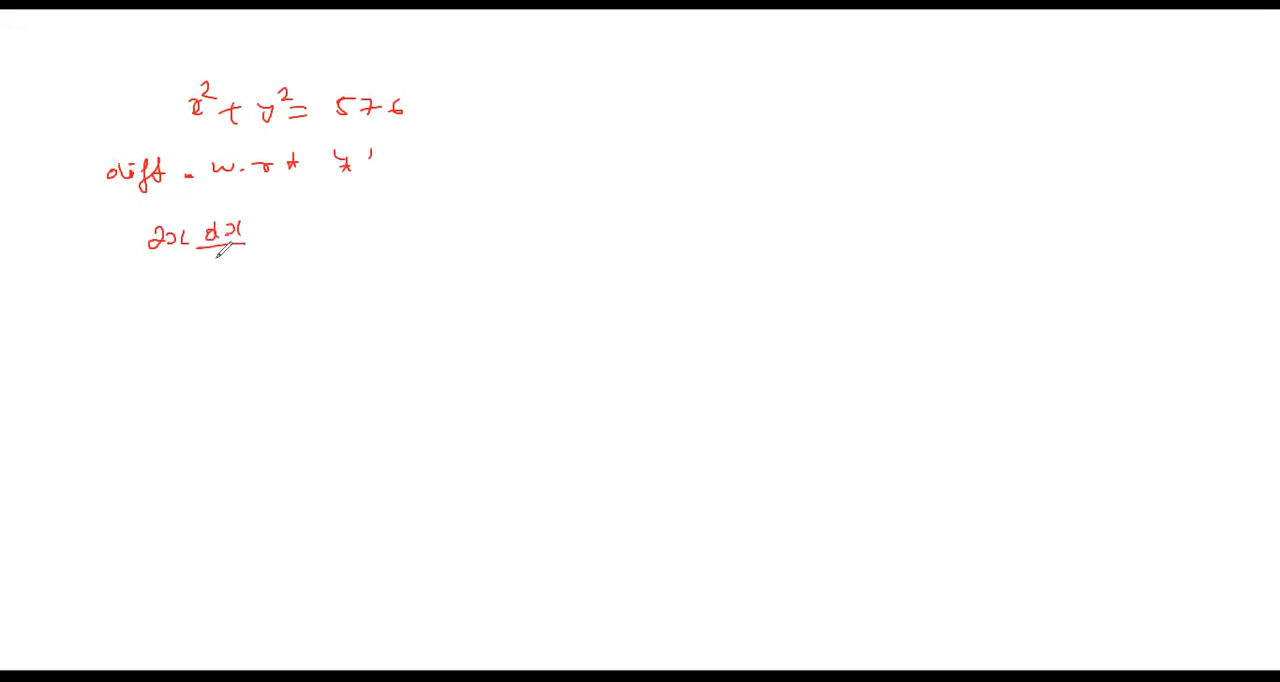 x² + y² = 576
diff. w.r.t 't'
2x dx